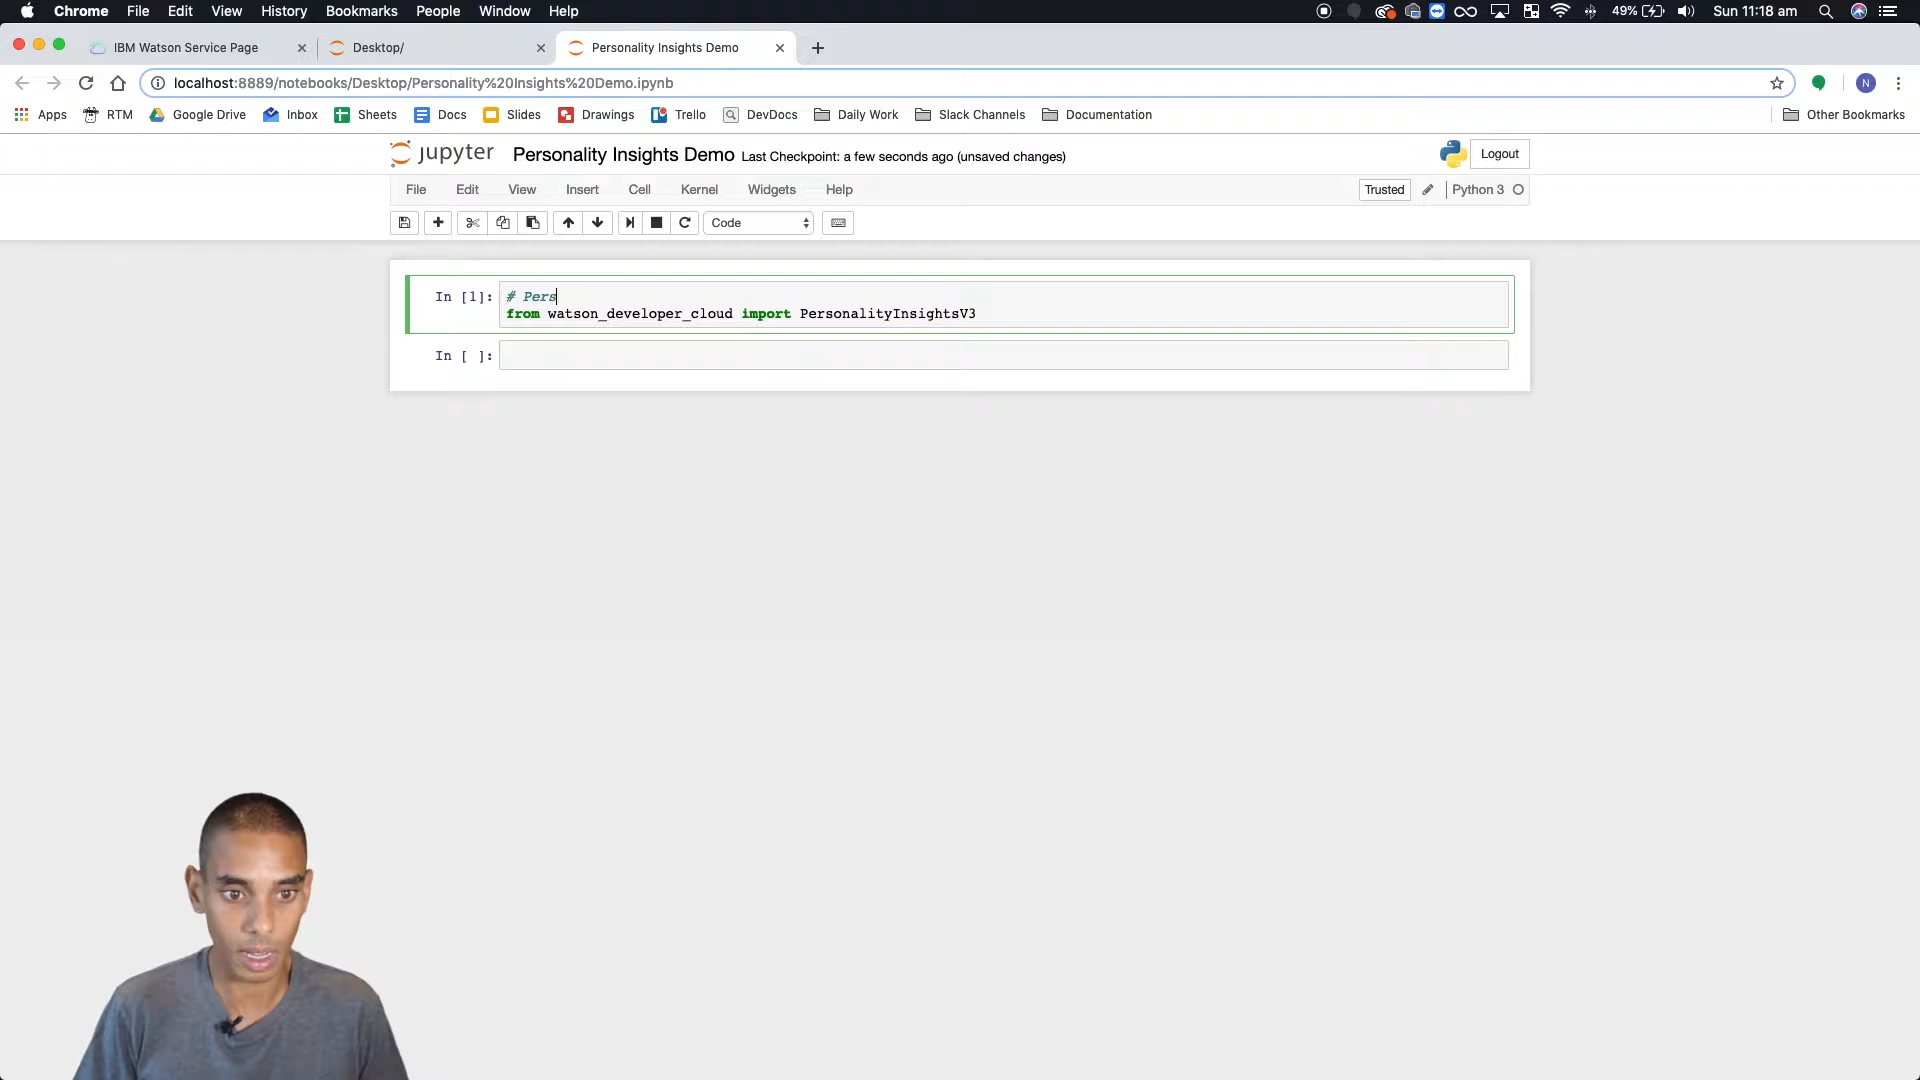 Chrome File Edit View History Bookmarks People Window Help 49% Sun 11:18 am
IBM Watson Service Page Desktop/ Personality Insights Demo
localhost:8889/notebooks/Desktop/Personality%20Insights%20Demo.ipynb N
Apps RTM Google Drive Inbox Sheets Docs Slides Drawings Trello DevDocs Daily Work Slack Channels Documentation Other Bookmarks
jupyter Personality Insights Demo Last Checkpoint: a few seconds ago (unsaved changes) Logout
File Edit View Insert Cell Kernel Widgets Help Trusted Python 3
Code
In [1]: # Pers
from watson_developer_cloud import PersonalityInsightsV3
In [ ]: